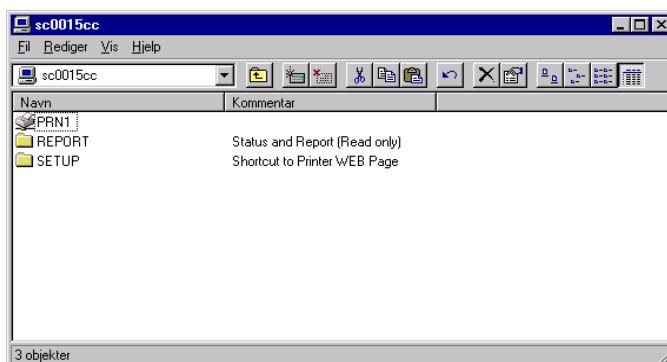 sc0015cc
Fil Rediger Vis Hjelp
sc0015cc
Navn Kommentar
PRN1
REPORT Status and Report (Read only)
SETUP Shortcut to Printer WEB Page
3 objekter